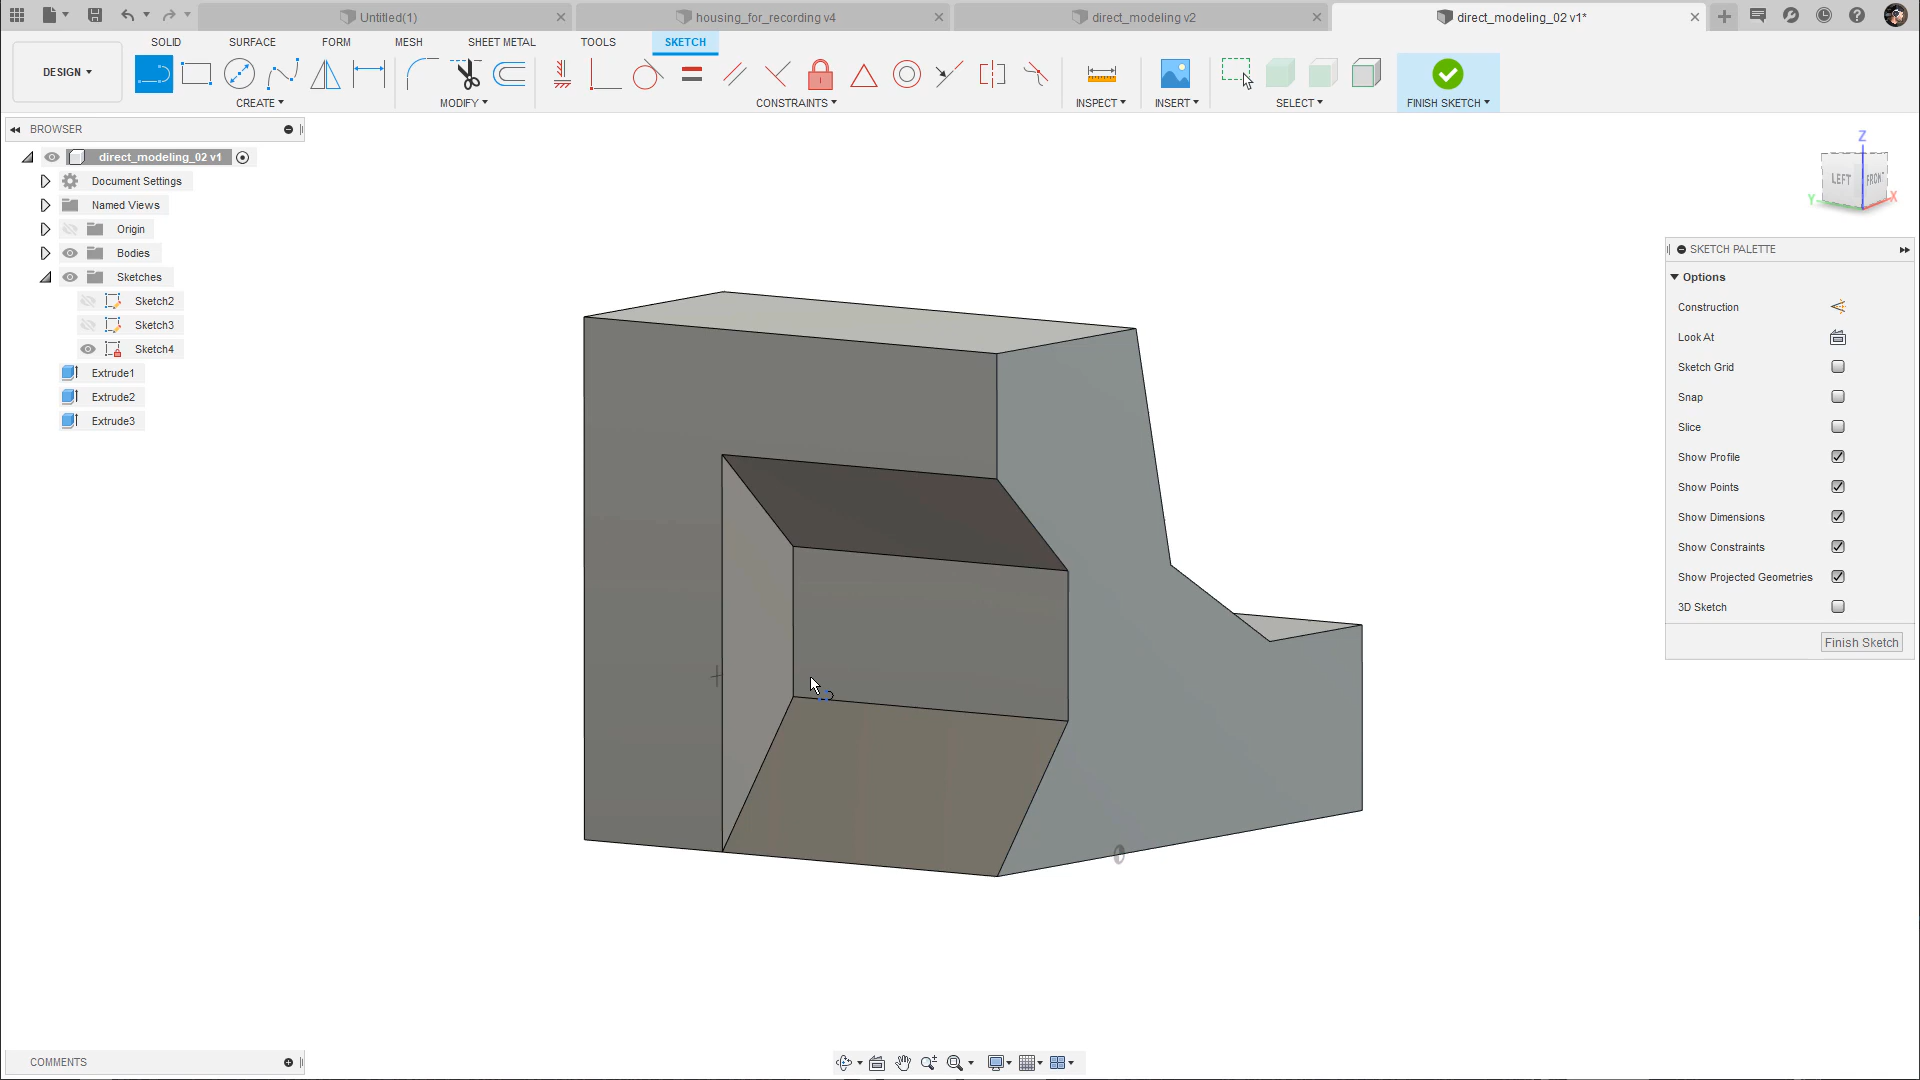 Untitled(1)
housing_for_recording v4
direct_modeling v2
direct_modeling_02 v1*
SOLID
SURFACE
FORM
MESH
SHEET METAL
TOOLS
SKETCH
DESIGN
CREATE
MODIFY
CONSTRAINTS
INSPECT
INSERT
SELECT
FINISH SKETCH
BROWSER
direct_modeling_02 v1
Document Settings
Named Views
Origin
Bodies
Sketches
Sketch2
Sketch3
Sketch4
Extrude1
Extrude2
Extrude3
Z
LEFT
FRONT
Y
X
SKETCH PALETTE
Options
Construction
Look At
Sketch Grid
Snap
Slice
Show Profile
Show Points
Show Dimensions
Show Constraints
Show Projected Geometries
3D Sketch
Finish Sketch
COMMENTS